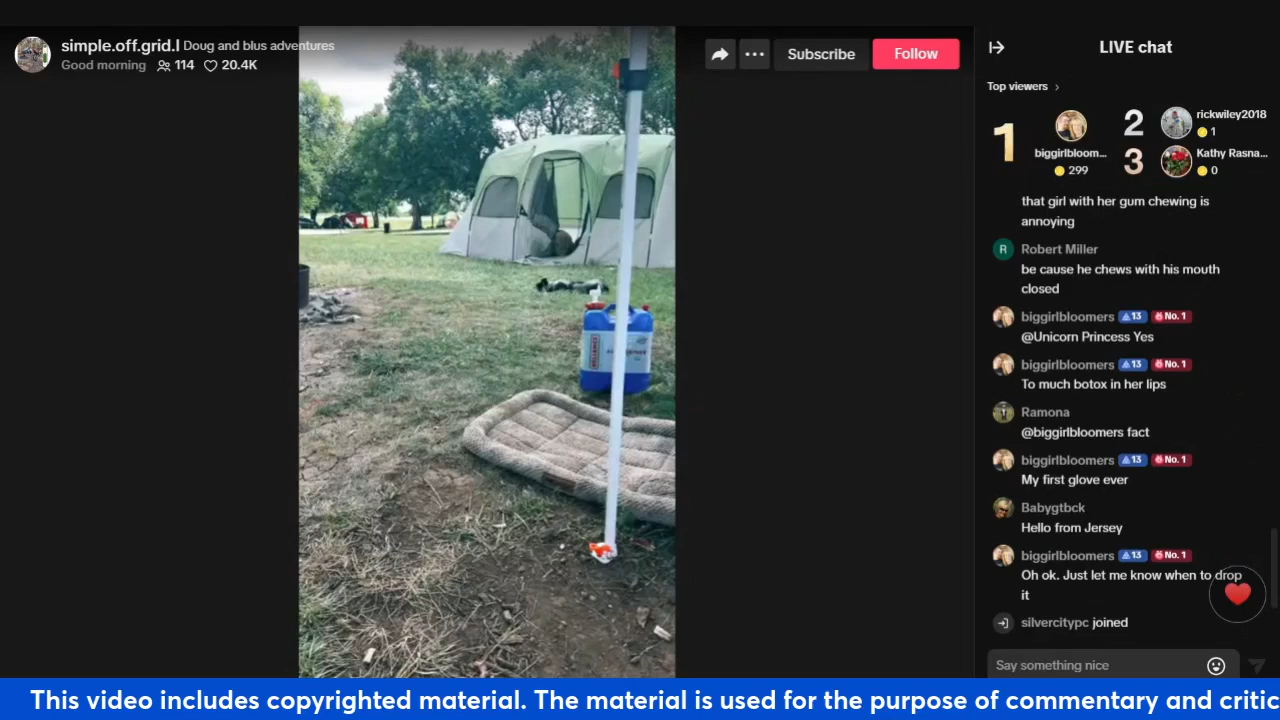 simple.off.grid.l Doug and blus adventures
Good morning 114 20.4K
Subscribe
Follow
LIVE chat
Top viewers
1
biggirlbloom...
299
2
rickwiley2018
1
3
Kathy Rasna...
0
that girl with her gum chewing is
annoying
R
Robert Miller
be cause he chews with his mouth
closed
biggirlbloomers 13 No. 1
@Unicorn Princess Yes
biggirlbloomers 13 No. 1
To much botox in her lips
Ramona
@biggirlbloomers fact
biggirlbloomers 13 No. 1
My first glove ever
Babygtbck
Hello from Jersey
biggirlbloomers 13 No. 1
Oh ok. Just let me know when to drop
it
silvercitypc joined
Say something nice
RELIANCE
This video includes copyrighted material. The material is used for the purpose of commentary and critic